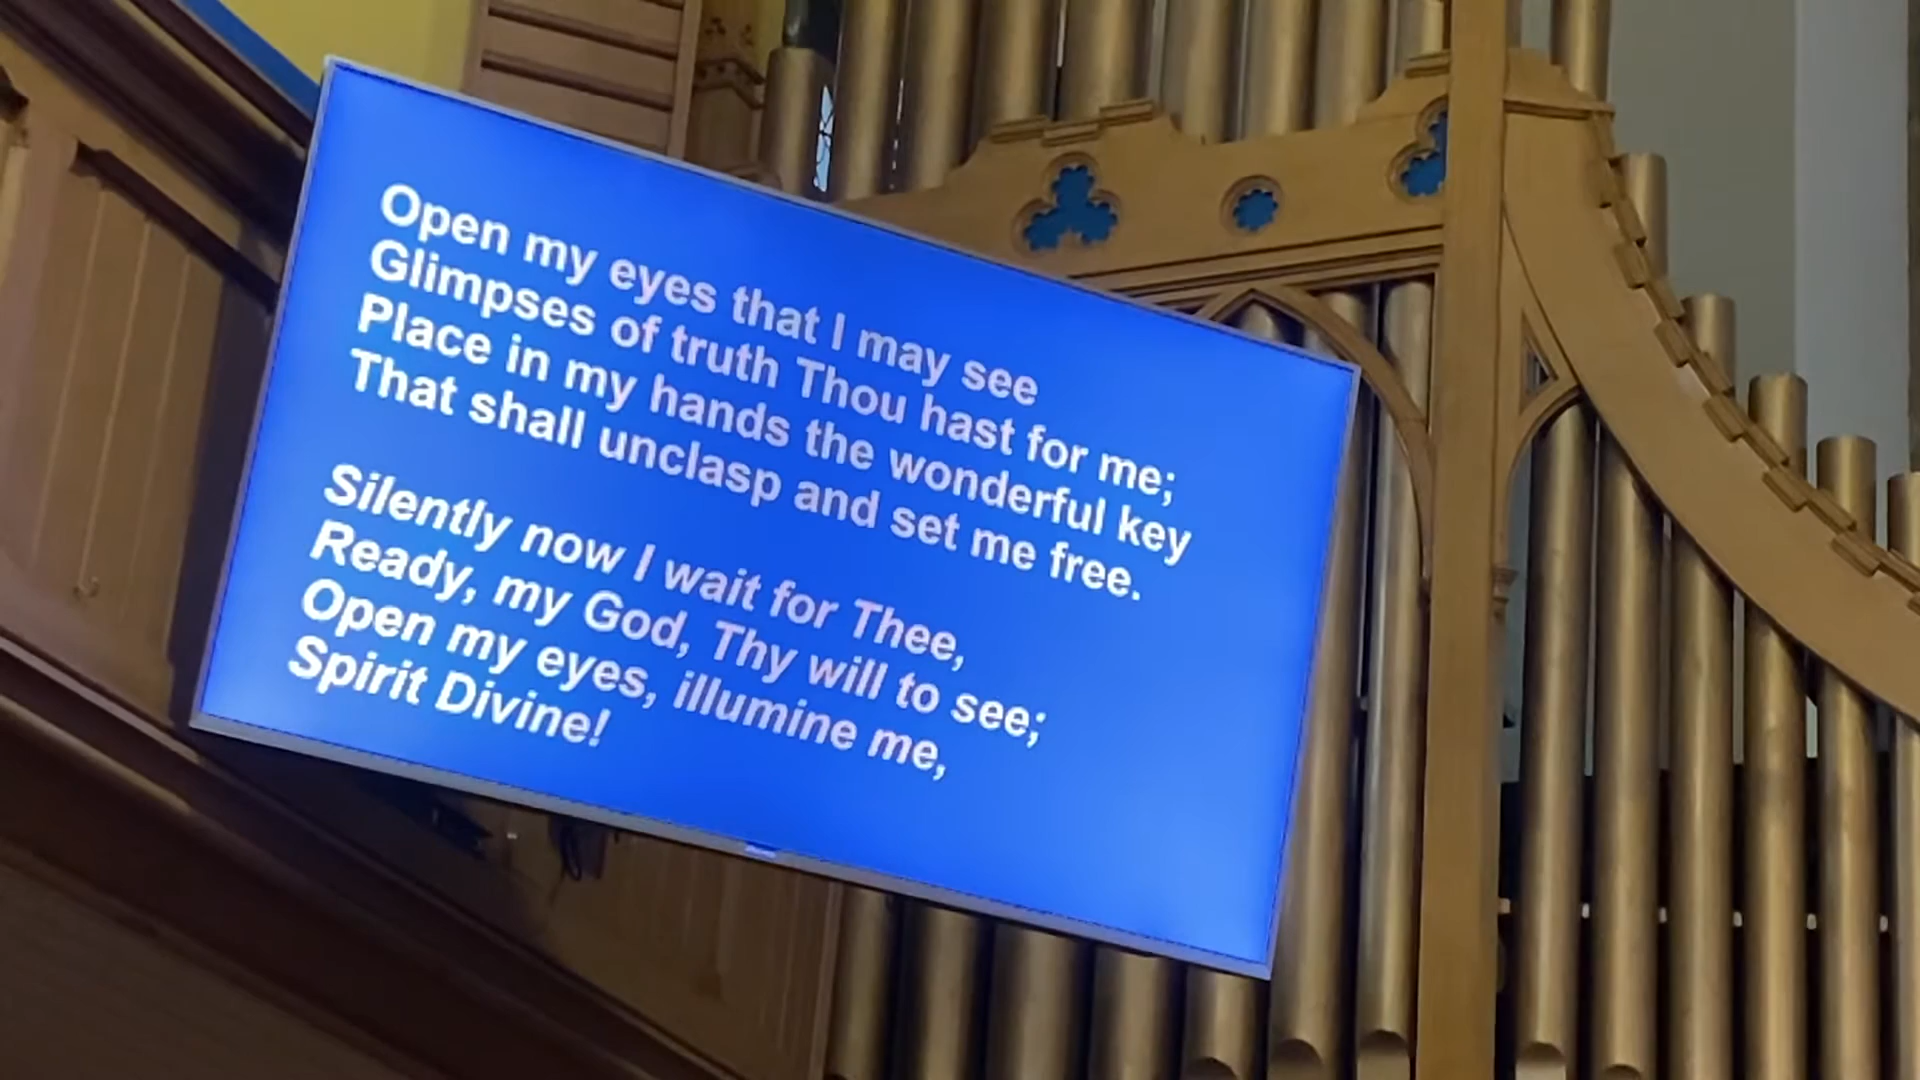 Open my eyes that I may see
Glimpses of truth Thou hast for me;
Place in my hands the wonderful key
That shall unclasp and set me free.
Silently now I wait for Thee,
Ready, my God, Thy will to see;
Open my eyes, illumine me,
Spirit Divine!